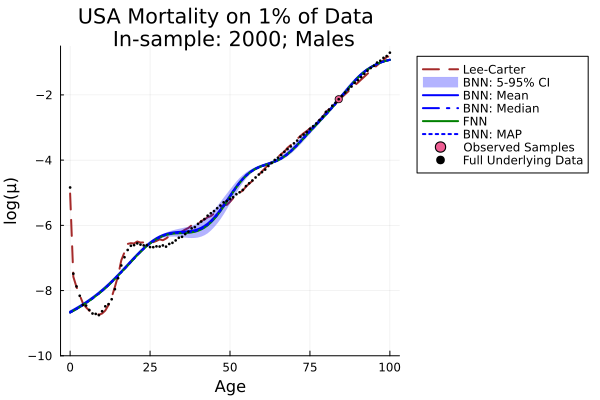 USA Mortality on 1% of Data
In-sample: 2000; Males
log(μ)
−2
−4
−6
−8
−10
0
25
50
75
100
Age
Lee-Carter
BNN: 5-95% CI
BNN: Mean
BNN: Median
FNN
BNN: MAP
Observed Samples
Full Underlying Data